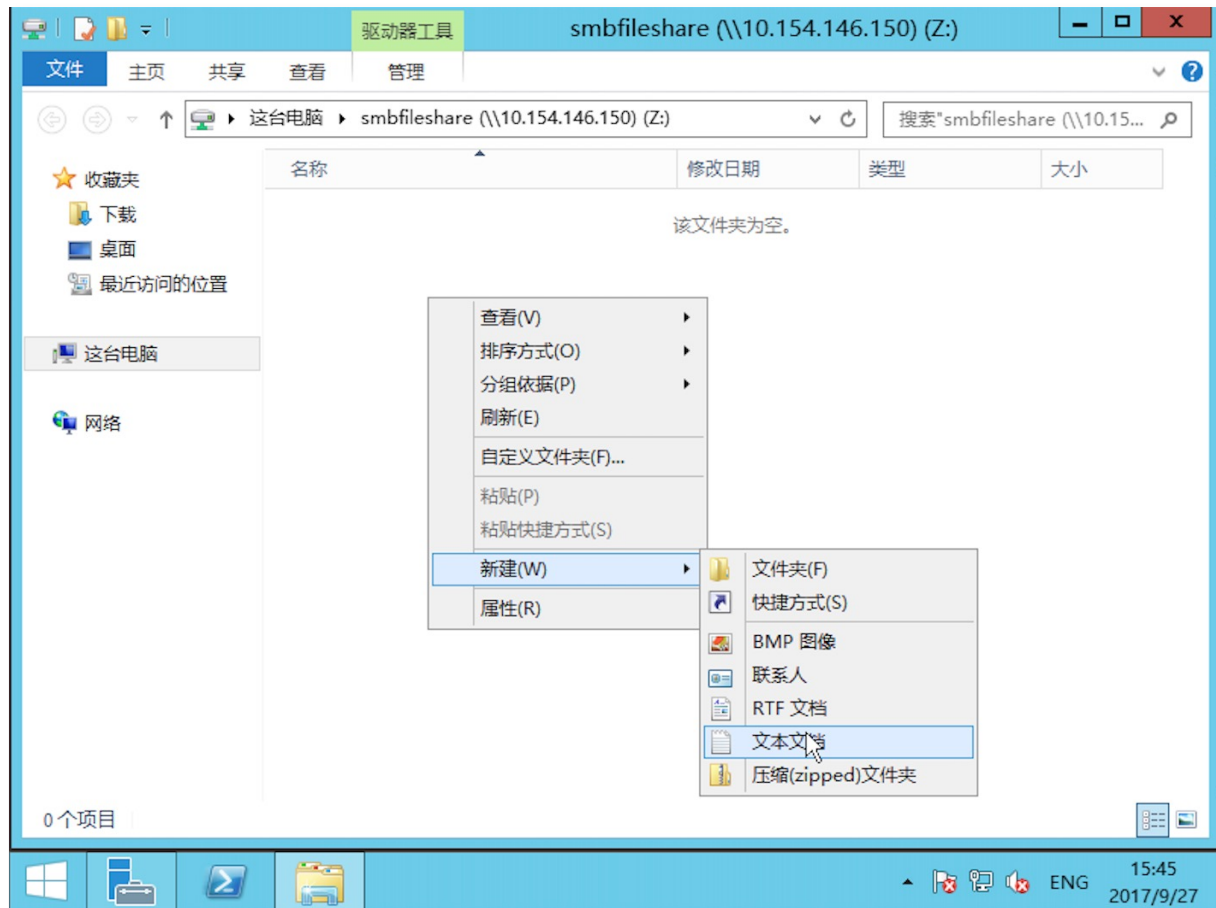 驱动器工具
smbfileshare (\\10.154.146.150) (Z:)
文件 主页 共享 查看 管理
这台电脑 smbfileshare (\\10.154.146.150) (Z:)
搜索"smbfileshare (\\10.15...
名称 修改日期 类型 大小
该文件夹为空。
收藏夹
下载
桌面
最近访问的位置
这台电脑
网络
查看(V)
排序方式(O)
分组依据(P)
刷新(E)
自定义文件夹(F)...
粘贴(P)
粘贴快捷方式(S)
新建(W)
属性(R)
文件夹(F)
快捷方式(S)
BMP 图像
联系人
RTF 文档
文本文档
压缩(zipped)文件夹
0个项目
ENG
15:45
2017/9/27